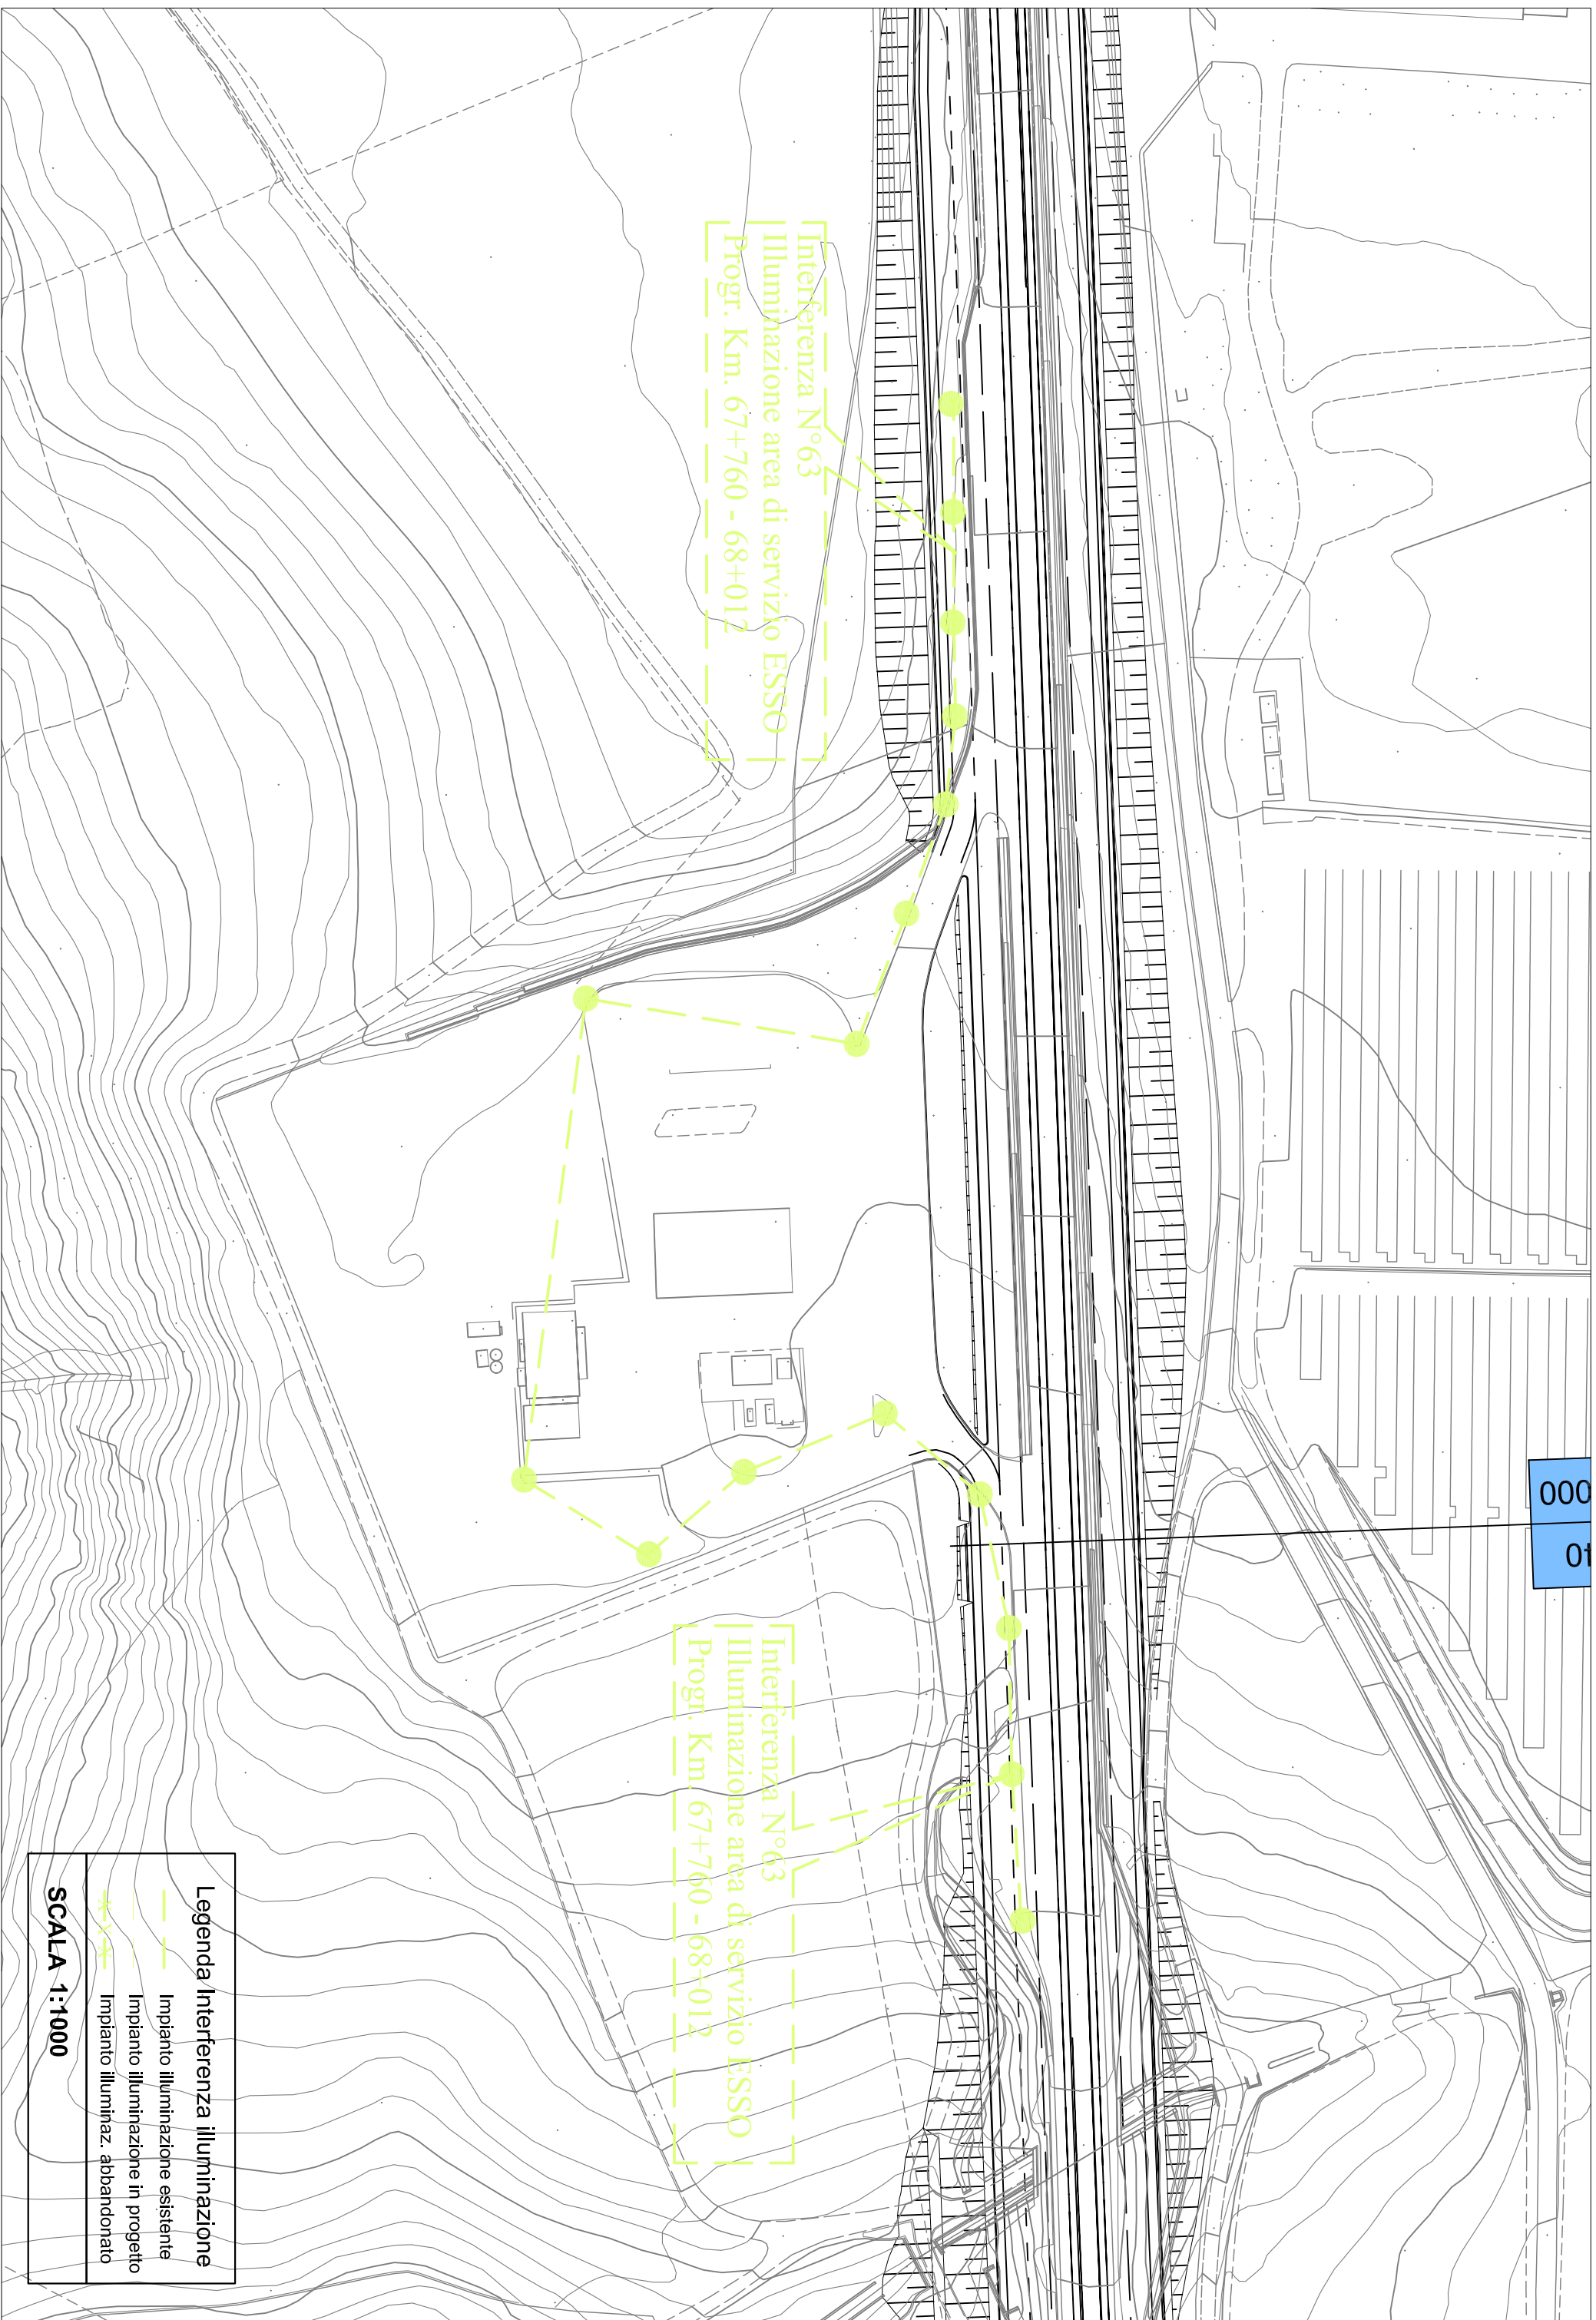 Interferenza N°63
Illuminazione area di servizio ESSO
Progr. Km. 67+760 - 68+012
Interferenza N°63
Illuminazione area di servizio ESSO
Progr. Km. 67+760 - 68+012
000
Legenda Interferenza illuminazione
Impianto illuminazione esistente
Impianto illuminazione in progetto
x x x Impianto illuminaz. abbandonato
SCALA 1:1000